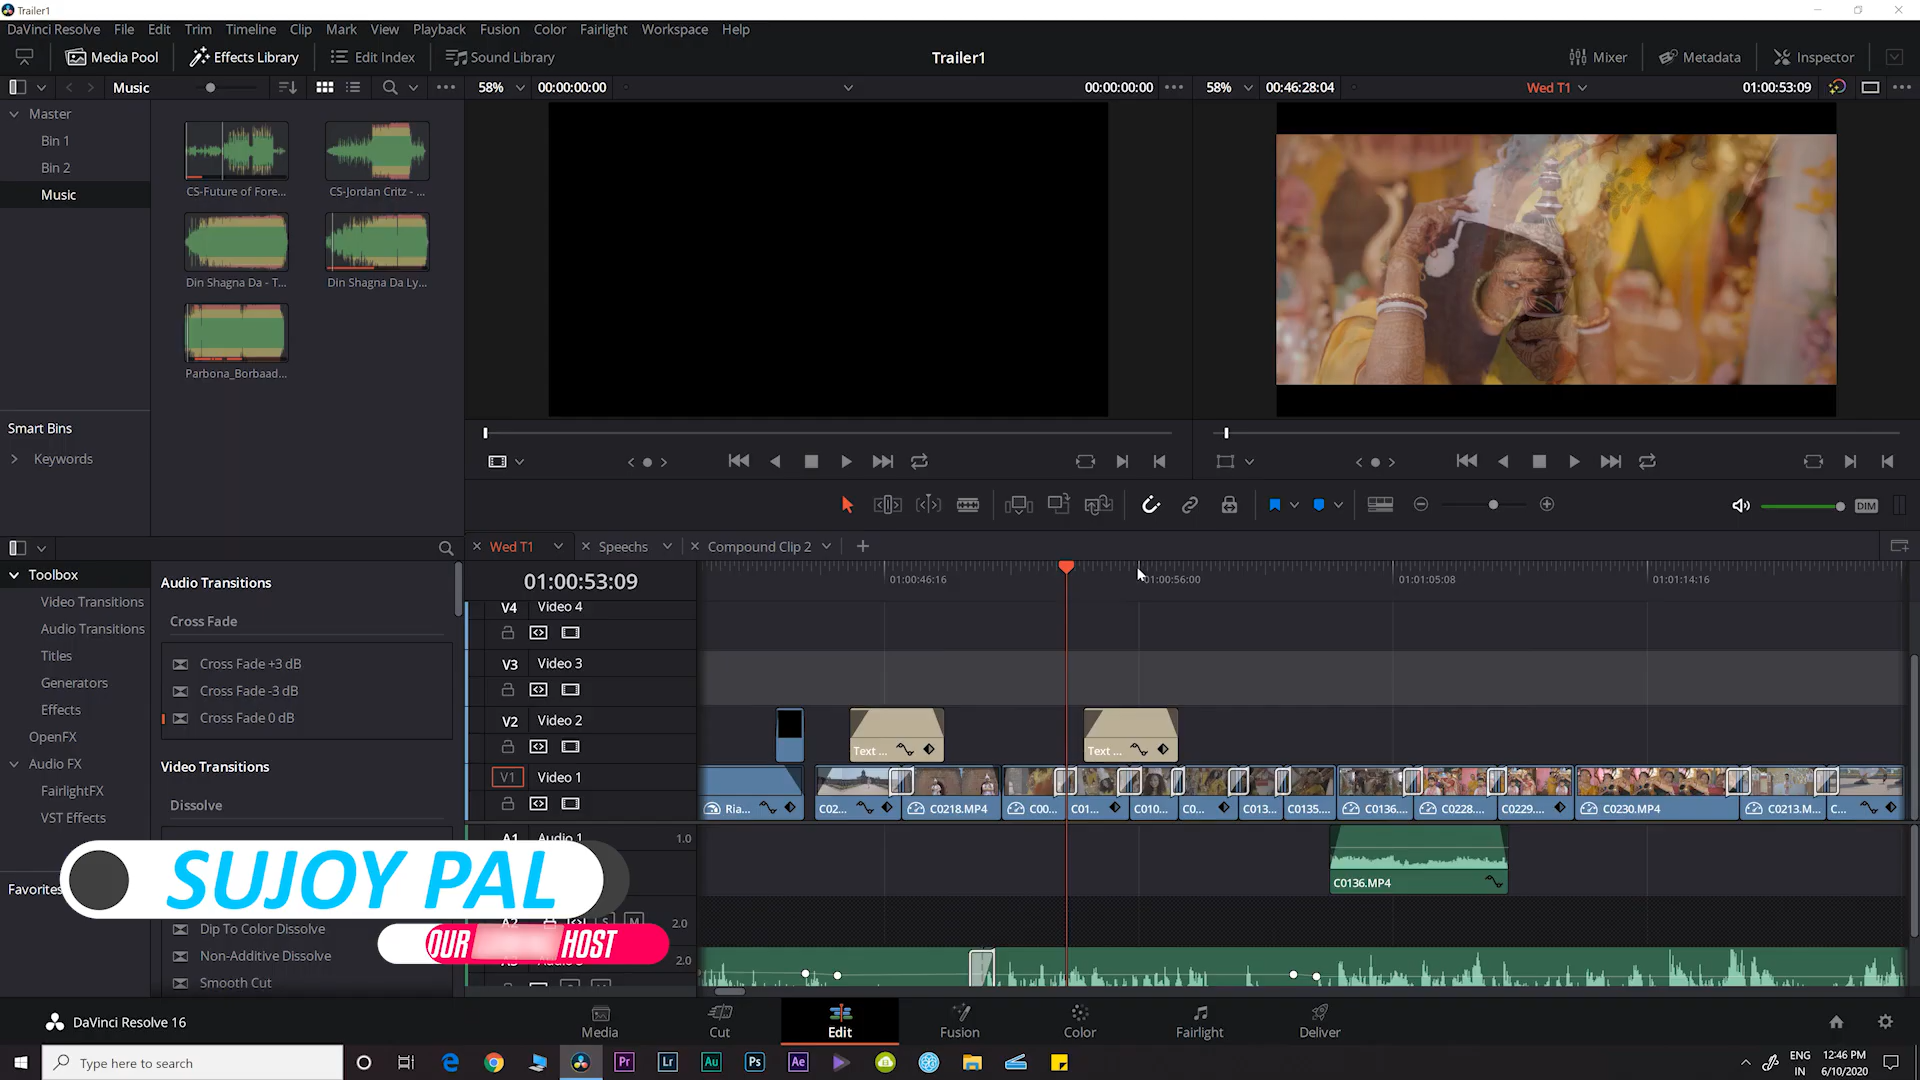 Trailer1
DaVinci Resolve File Edit Trim Timeline Clip Mark View Playback Fusion Color Fairlight Workspace Help
Media Pool Effects Library Edit Index Sound Library Trailer1 Mixer Metadata Inspector
Music 58% 00:00:00:00 00:00:00:00 58% 00:46:28:04 Wed T1 01:00:53:09
Master
Bin 1
Bin 2
Music
CS-Future of Fore... CS-Jordan Critz - ...
Din Shagna Da - T... Din Shagna Da Ly...
Parbona_Borbaad...
Smart Bins
Keywords
DIM
Wed T1 Speechs Compound Clip 2
Toolbox
Video Transitions
Audio Transitions
Titles
Generators
Effects
OpenFX
Audio FX
FairlightFX
VST Effects
Favorites
Audio Transitions
Cross Fade
Cross Fade +3 dB
Cross Fade -3 dB
Cross Fade 0 dB
Video Transitions
Dissolve
Dip To Color Dissolve
Non-Additive Dissolve
Smooth Cut
01:00:53:09 01:00:46:16 01:00:56:00 01:01:05:08 01:01:14:16
V4 Video 4
V3 Video 3
V2 Video 2
Text ... Text ...
V1 Video 1
Ria... C02... C0218.MP4 C00... C01... C010... C0... C013... C0135.... C0136.... C0228.... C0229.... C0230.MP4 C0213.M... C...
A1 Audio 1 1.0
C0136.MP4
A2 S M 2.0
2.0
SUJOY PAL
OUR HOST
DaVinci Resolve 16
Media Cut Edit Fusion Color Fairlight Deliver
Type here to search
Pr Lr Au Ps Ae
ENG
IN
12:46 PM
6/10/2020